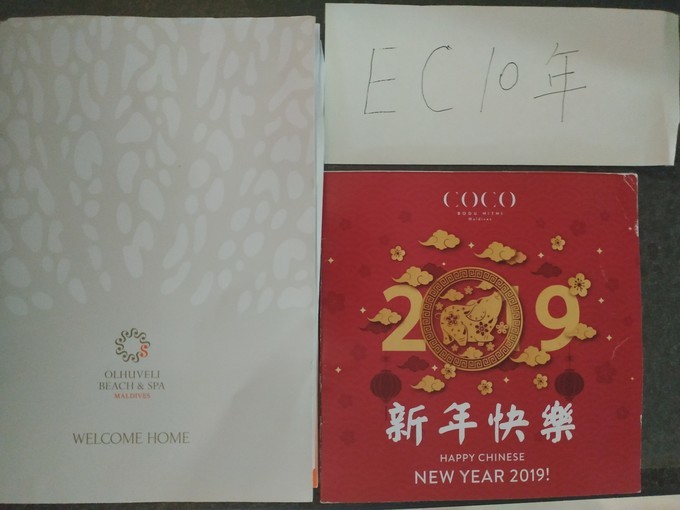 OLHUVELI
BEACH & SPA
MALDIVES
WELCOME HOME
EC10年
COCO
BODU HITHI
Maldives
2019
新年快樂
HAPPY CHINESE
NEW YEAR 2019!